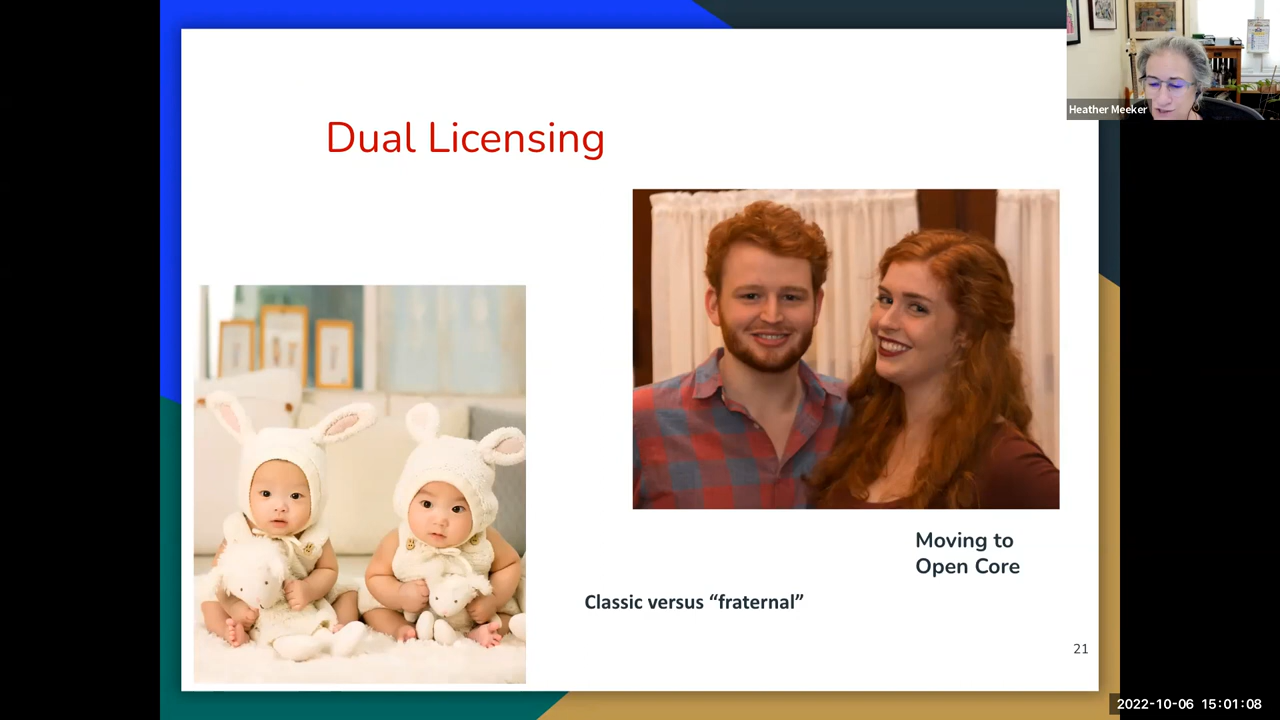 Heather Meeker
Dual Licensing
Moving to
Open Core
Classic versus “fraternal”
21
2022-10-06 15:01:08